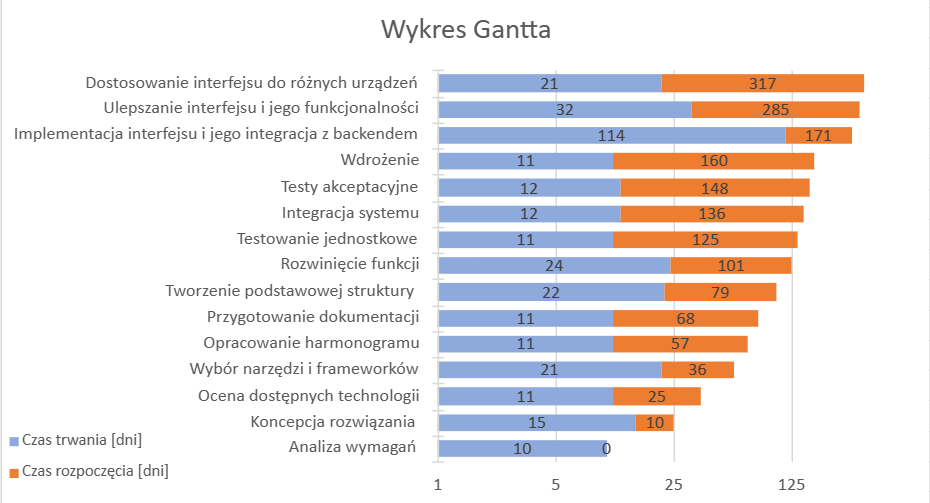 Wykres Gantta
Dostosowanie interfejsu do różnych urządzeń 21 317
Ulepszanie interfejsu i jego funkcjonalności 32 285
Implementacja interfejsu i jego integracja z backendem 114 171
Wdrożenie 11 160
Testy akceptacyjne 12 148
Integracja systemu 12 136
Testowanie jednostkowe 11 125
Rozwinięcie funkcji 24 101
Tworzenie podstawowej struktury 22 79
Przygotowanie dokumentacji 11 68
Opracowanie harmonogramu 11 57
Wybór narzędzi i frameworków 21 36
Ocena dostępnych technologii 11 25
Koncepcja rozwiązania 15 10
Analiza wymagań 10 0
Czas trwania [dni]
Czas rozpoczęcia [dni]
1 5 25 125